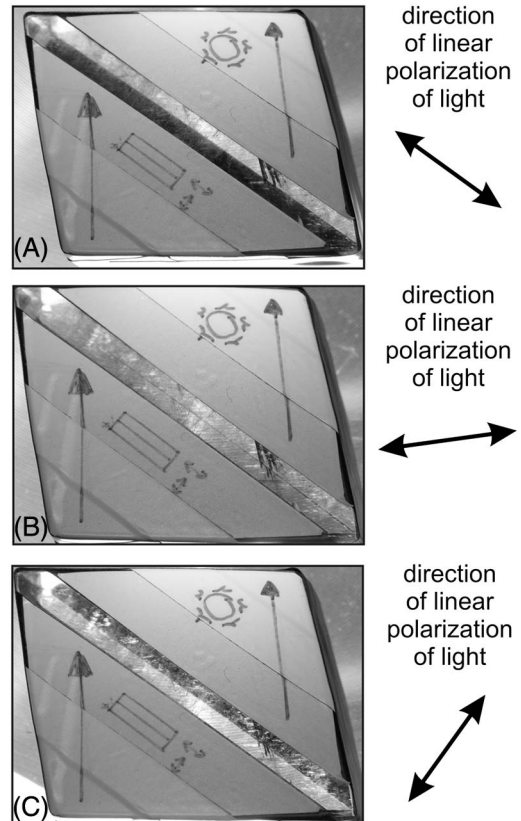 direction
of linear
polarization
of light
(A)
direction
of linear
polarization
of light
(B)
direction
of linear
polarization
of light
(C)